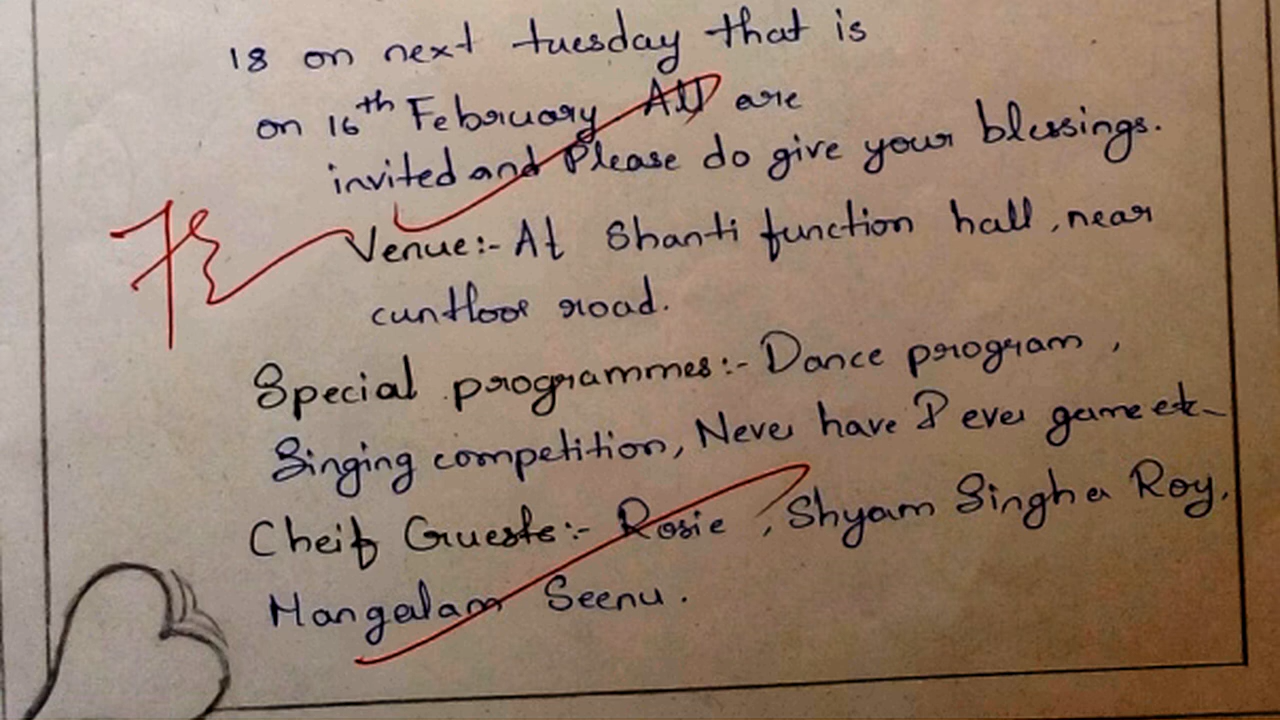 18 on next tuesday that is
on 16th February All are
invited and Please do give your blessings.
Venue:- At Shanti function hall, near
cuntloor road.
Special programmes:- Dance program,
Singing competition, Never have I ever game etc
Cheif Guests:- Rosie, Shyam Singha Roy,
Mangalam Seenu.